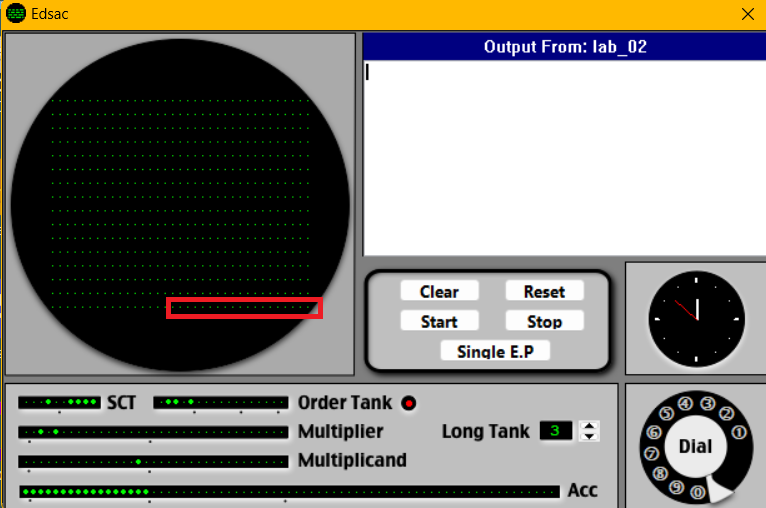 Edsac
Output From: lab_02
Clear
Reset
Start
Stop
Single E.P
SCT
Order Tank
Multiplier
Long Tank
3
Multiplicand
Acc
Dial
1
2
3
4
5
6
7
8
9
0